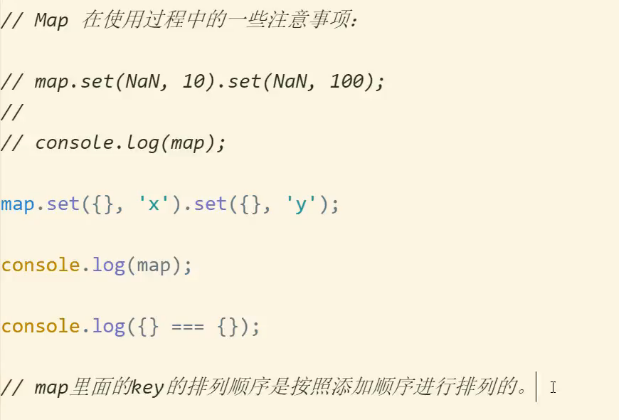 // Map 在使用过程中的一些注意事项：
// map.set(NaN, 10).set(NaN, 100);
//
// console.log(map);
map.set({}, 'x').set({}, 'y');
console.log(map);
console.log({} === {});
// map里面的key的排列顺序是按照添加顺序进行排列的。